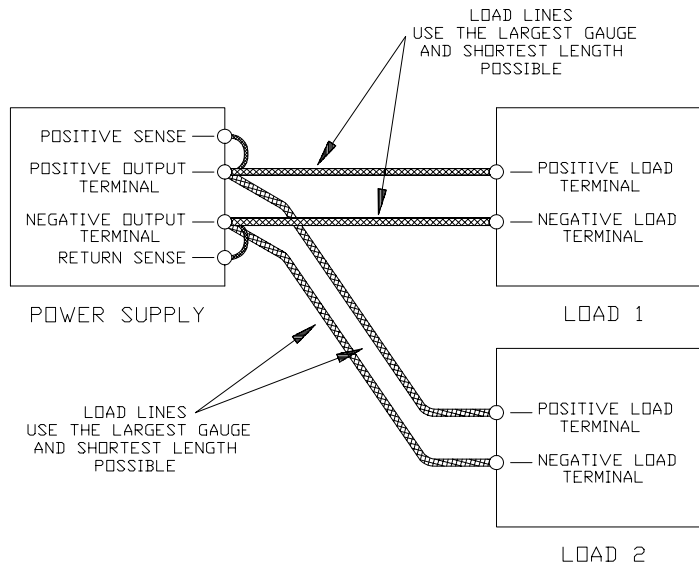 LOAD LINES
USE THE LARGEST GAUGE
AND SHORTEST LENGTH
POSSIBLE
POSITIVE SENSE
POSITIVE OUTPUT
TERMINAL
NEGATIVE OUTPUT
TERMINAL
RETURN SENSE
POWER SUPPLY
POSITIVE LOAD
TERMINAL
NEGATIVE LOAD
TERMINAL
LOAD 1
LOAD LINES
USE THE LARGEST GAUGE
AND SHORTEST LENGTH
POSSIBLE
POSITIVE LOAD
TERMINAL
NEGATIVE LOAD
TERMINAL
LOAD 2